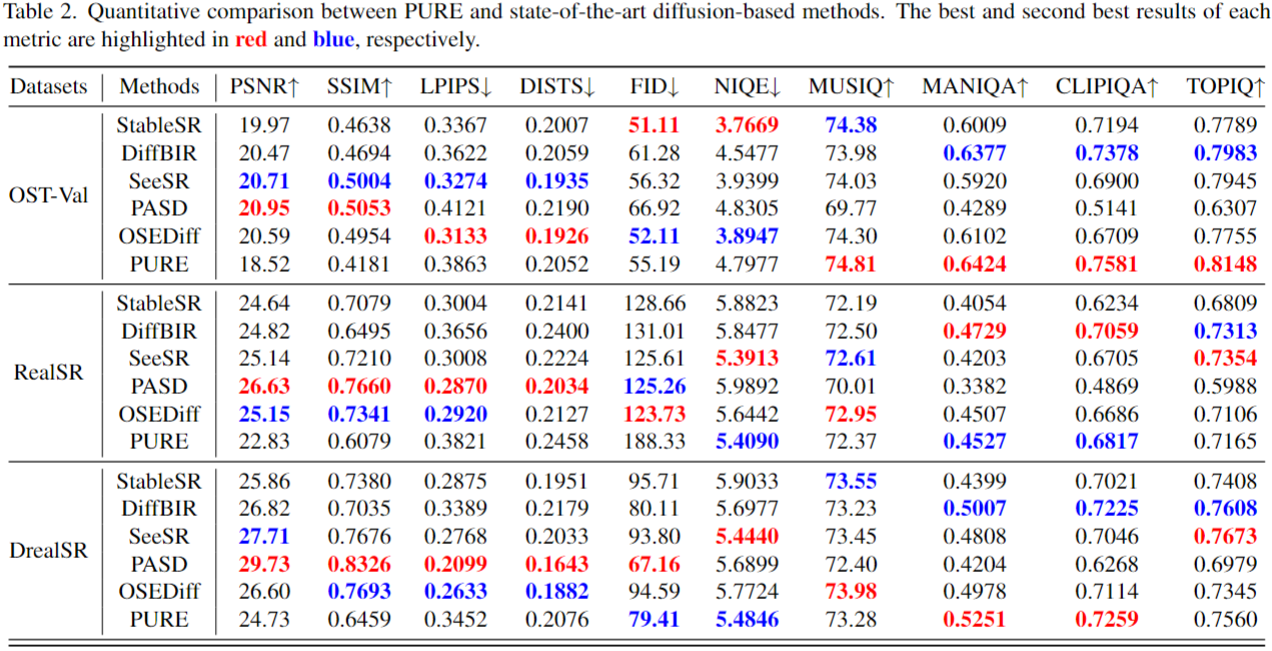 Table 2. Quantitative comparison between PURE and state-of-the-art diffusion-based methods. The best and second best results of each
metric are highlighted in red and blue, respectively.
Datasets Methods PSNR↑ SSIM↑ LPIPS↓ DISTS↓ FID↓ NIQE↓ MUSIQ↑ MANIQA↑ CLIPIQA↑ TOPIQ↑
StableSR 19.97 0.4638 0.3367 0.2007 51.11 3.7669 74.38 0.6009 0.7194 0.7789
DiffBIR 20.47 0.4694 0.3622 0.2059 61.28 4.5477 73.98 0.6377 0.7378 0.7983
SeeSR 20.71 0.5004 0.3274 0.1935 56.32 3.9399 74.03 0.5920 0.6900 0.7945
OST-Val
PASD 20.95 0.5053 0.4121 0.2190 66.92 4.8305 69.77 0.4289 0.5141 0.6307
OSEDiff 20.59 0.4954 0.3133 0.1926 52.11 3.8947 74.30 0.6102 0.6709 0.7755
PURE 18.52 0.4181 0.3863 0.2052 55.19 4.7977 74.81 0.6424 0.7581 0.8148
StableSR 24.64 0.7079 0.3004 0.2141 128.66 5.8823 72.19 0.4054 0.6234 0.6809
DiffBIR 24.82 0.6495 0.3656 0.2400 131.01 5.8477 72.50 0.4729 0.7059 0.7313
SeeSR 25.14 0.7210 0.3008 0.2224 125.61 5.3913 72.61 0.4203 0.6705 0.7354
RealSR
PASD 26.63 0.7660 0.2870 0.2034 125.26 5.9892 70.01 0.3382 0.4869 0.5988
OSEDiff 25.15 0.7341 0.2920 0.2127 123.73 5.6442 72.95 0.4507 0.6686 0.7106
PURE 22.83 0.6079 0.3821 0.2458 188.33 5.4090 72.37 0.4527 0.6817 0.7165
StableSR 25.86 0.7380 0.2875 0.1951 95.71 5.9033 73.55 0.4399 0.7021 0.7408
DiffBIR 26.82 0.7035 0.3389 0.2179 80.11 5.6977 73.23 0.5007 0.7225 0.7608
SeeSR 27.71 0.7676 0.2768 0.2033 93.80 5.4440 73.45 0.4808 0.7046 0.7673
DrealSR
PASD 29.73 0.8326 0.2099 0.1643 67.16 5.6899 72.40 0.4204 0.6268 0.6979
OSEDiff 26.60 0.7693 0.2633 0.1882 94.59 5.7724 73.98 0.4978 0.7114 0.7345
PURE 24.73 0.6459 0.3452 0.2076 79.41 5.4846 73.28 0.5251 0.7259 0.7560